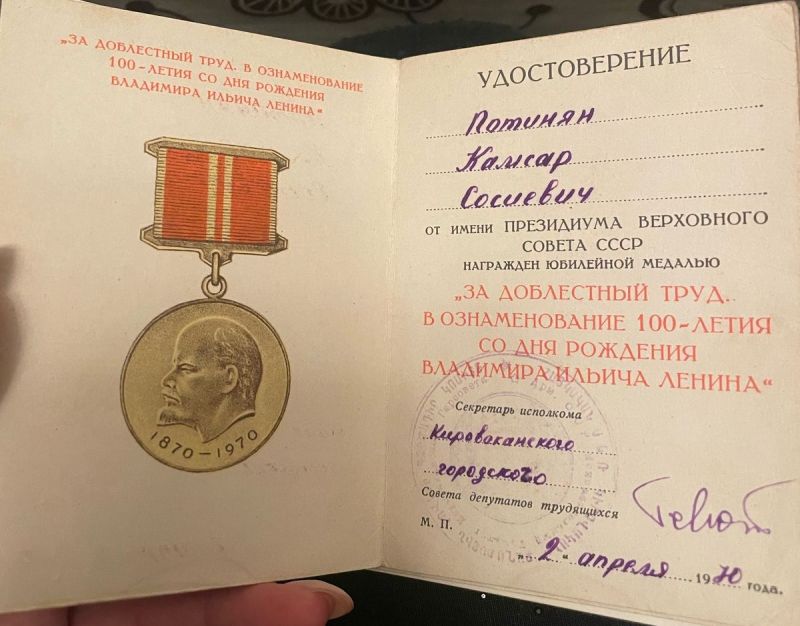 „ЗА ДОБЛЕСТНЫЙ ТРУД. В ОЗНАМЕНОВАНИЕ
100-ЛЕТИЯ СО ДНЯ РОЖДЕНИЯ
ВЛАДИМИРА ИЛЬИЧА ЛЕНИНА“
1870-1970
УДОСТОВЕРЕНИЕ
Потинян
Камсар
Сосиевич
ОТ ИМЕНИ ПРЕЗИДИУМА ВЕРХОВНОГО
СОВЕТА СССР
НАГРАЖДЕН ЮБИЛЕЙНОЙ МЕДАЛЬЮ
„ЗА ДОБЛЕСТНЫЙ ТРУД.
В ОЗНАМЕНОВАНИЕ 100-ЛЕТИЯ
СО ДНЯ РОЖДЕНИЯ
ВЛАДИМИРА ИЛЬИЧА ЛЕНИНА“
Секретарь исполкома
Кироваканского
городского
Совета депутатов трудящихся
М. П.
„2“ апреля 1970 года.